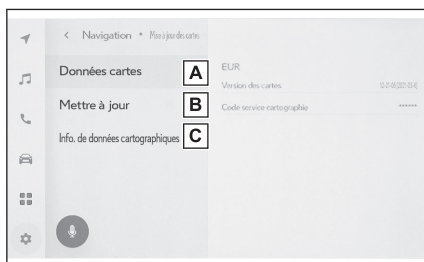 < Navigation • Mise à jour des cartes
Données cartes A
Mettre à jour B
Info. de données cartographiques C
EUR
Version des cartes
Code service cartographie ••••••